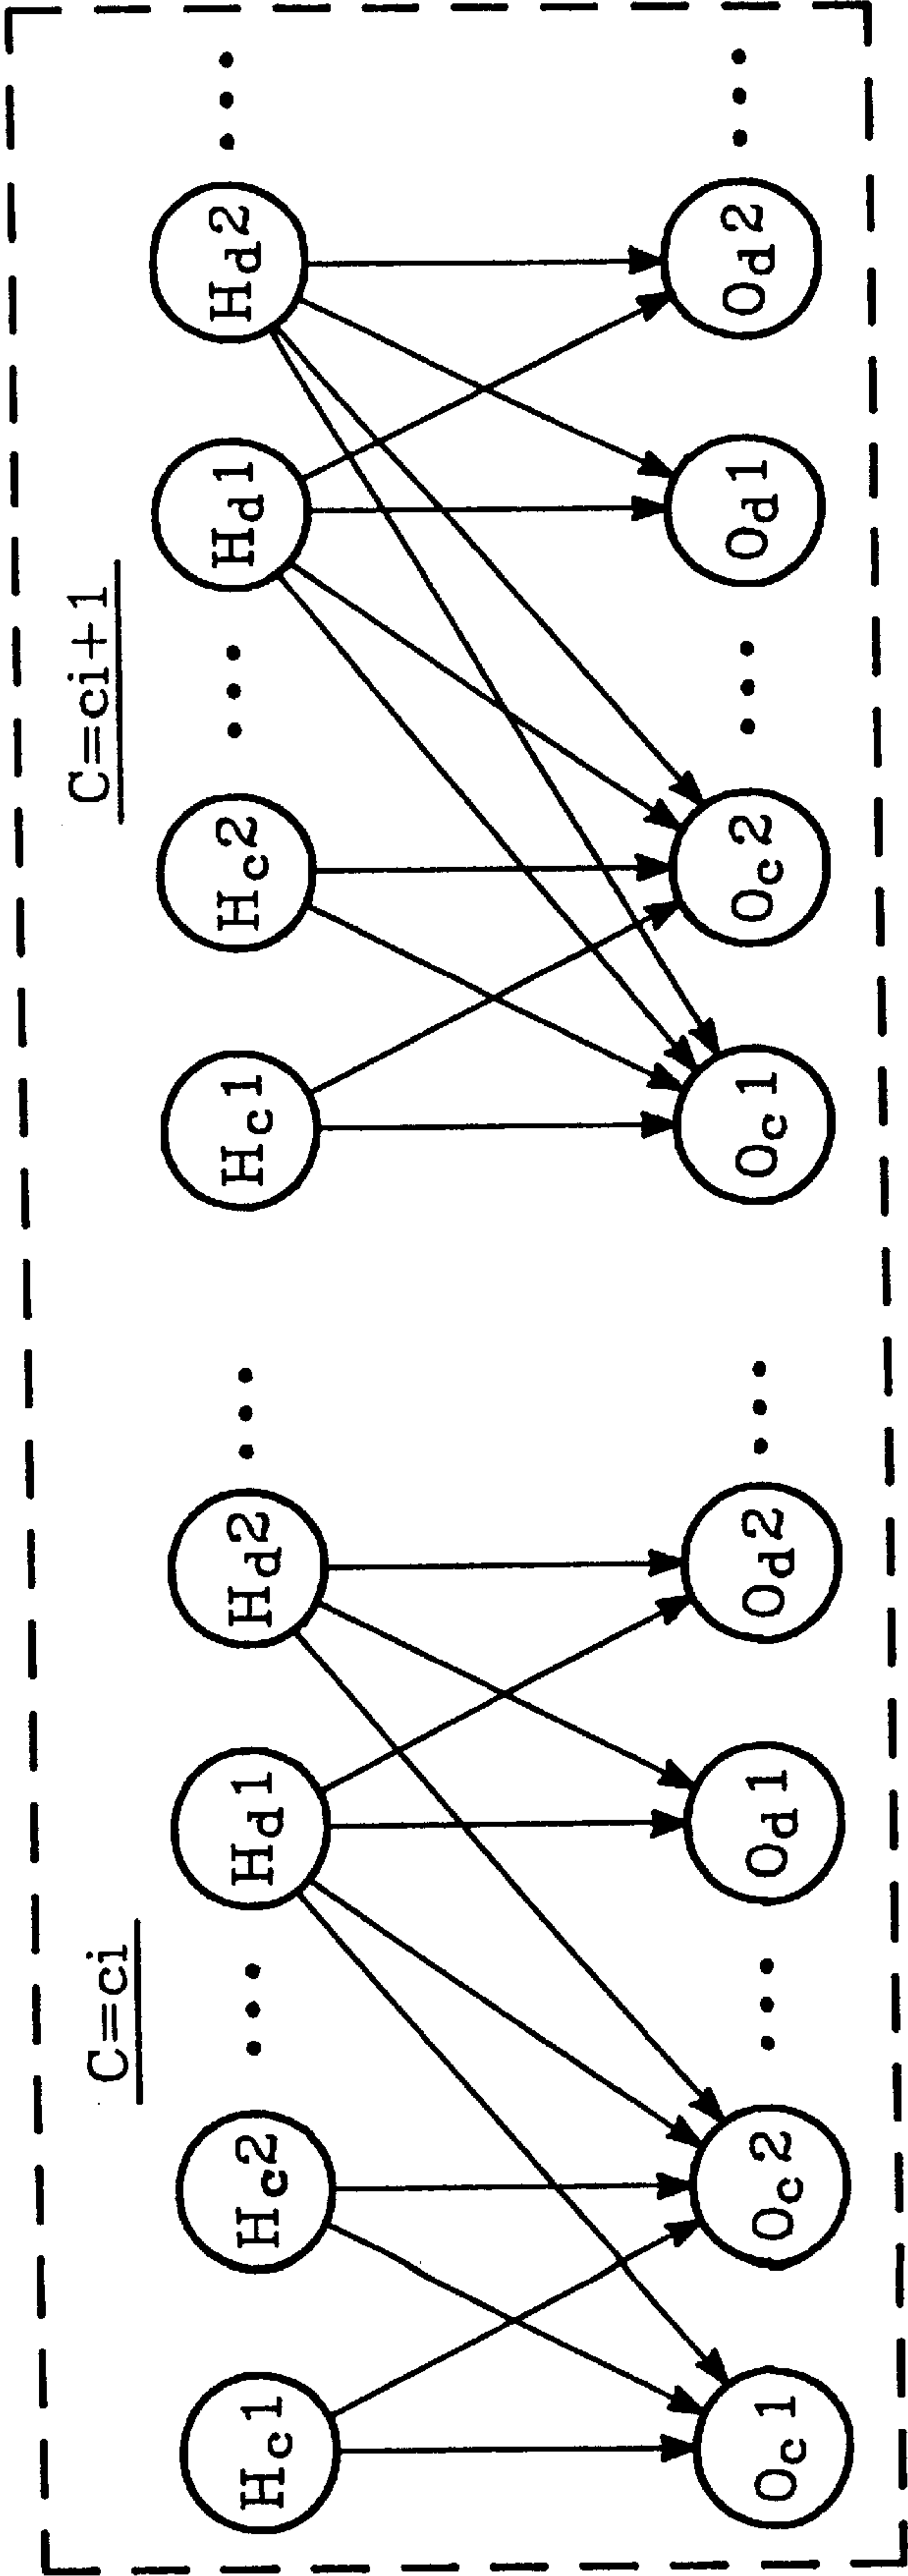 C=ci
C=ci+1
Hc1 Hc2 ... Hd1 Hd2 ... Hc1 Hc2 ... Hd1 Hd2 ...
Oc1 Oc2 ... Od1 Od2 ... Oc1 Oc2 ... Od1 Od2 ...